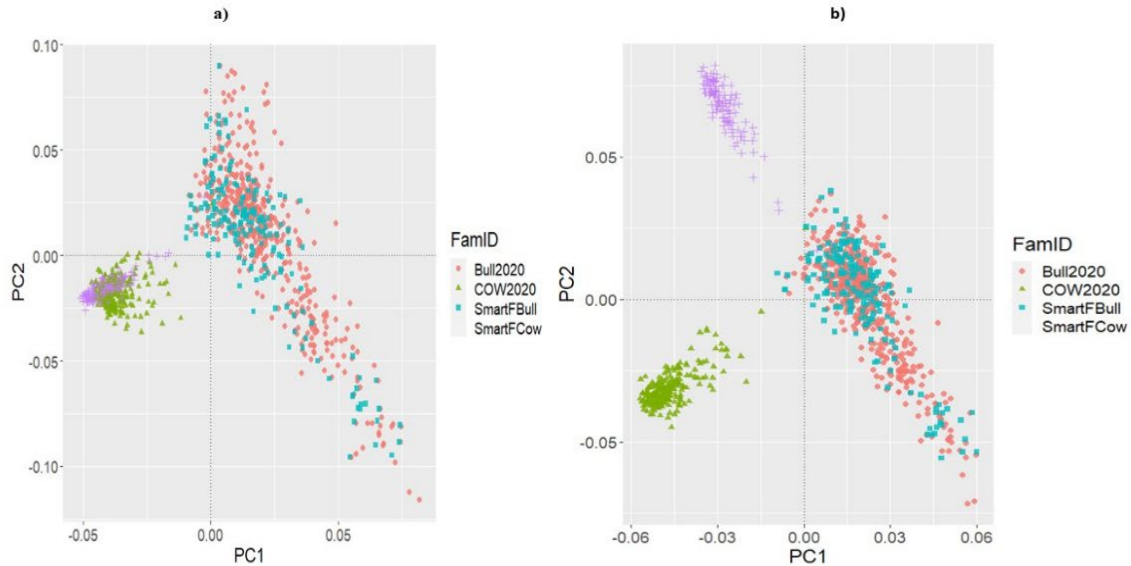 a)
0.10
0.05
0.00
-0.05
-0.10
PC2
-0.05
0.00
0.05
PC1
FamID
Bull2020
COW2020
SmartFBull
SmartFCow
b)
0.05
0.00
-0.05
PC2
-0.06
-0.03
0.00
0.03
0.06
PC1
FamID
Bull2020
COW2020
SmartFBull
SmartFCow